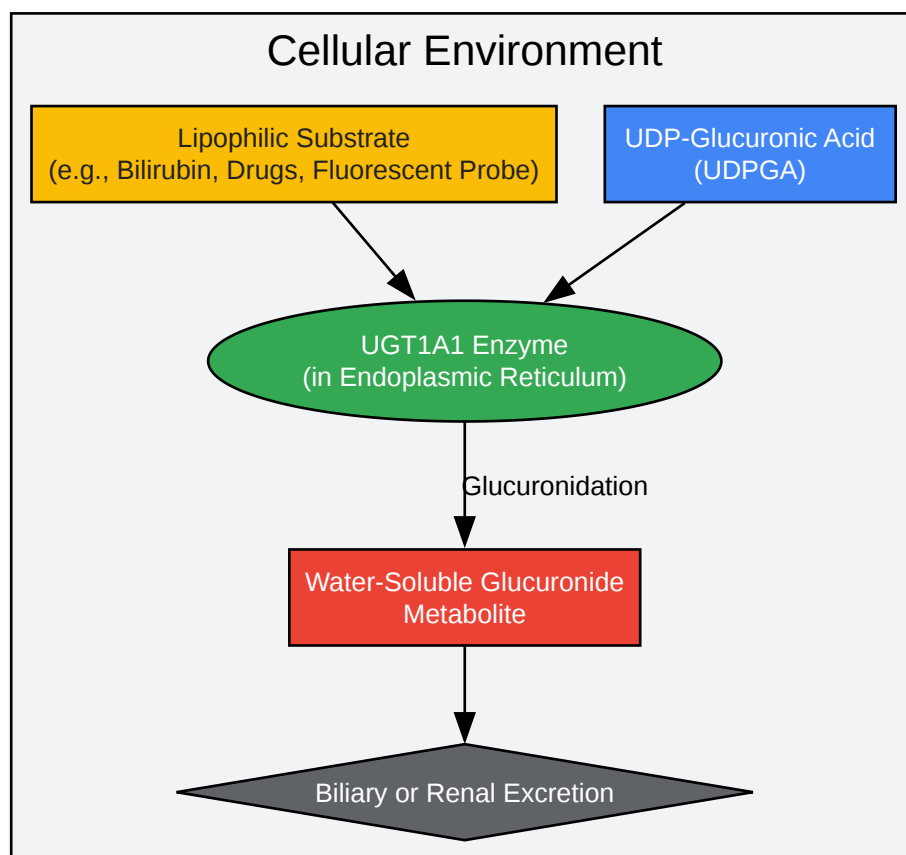 Cellular Environment
Lipophilic Substrate
(e.g., Bilirubin, Drugs, Fluorescent Probe)
UDP-Glucuronic Acid
(UDPGA)
UGT1A1 Enzyme
(in Endoplasmic Reticulum)
Glucuronidation
Water-Soluble Glucuronide
Metabolite
Biliary or Renal Excretion